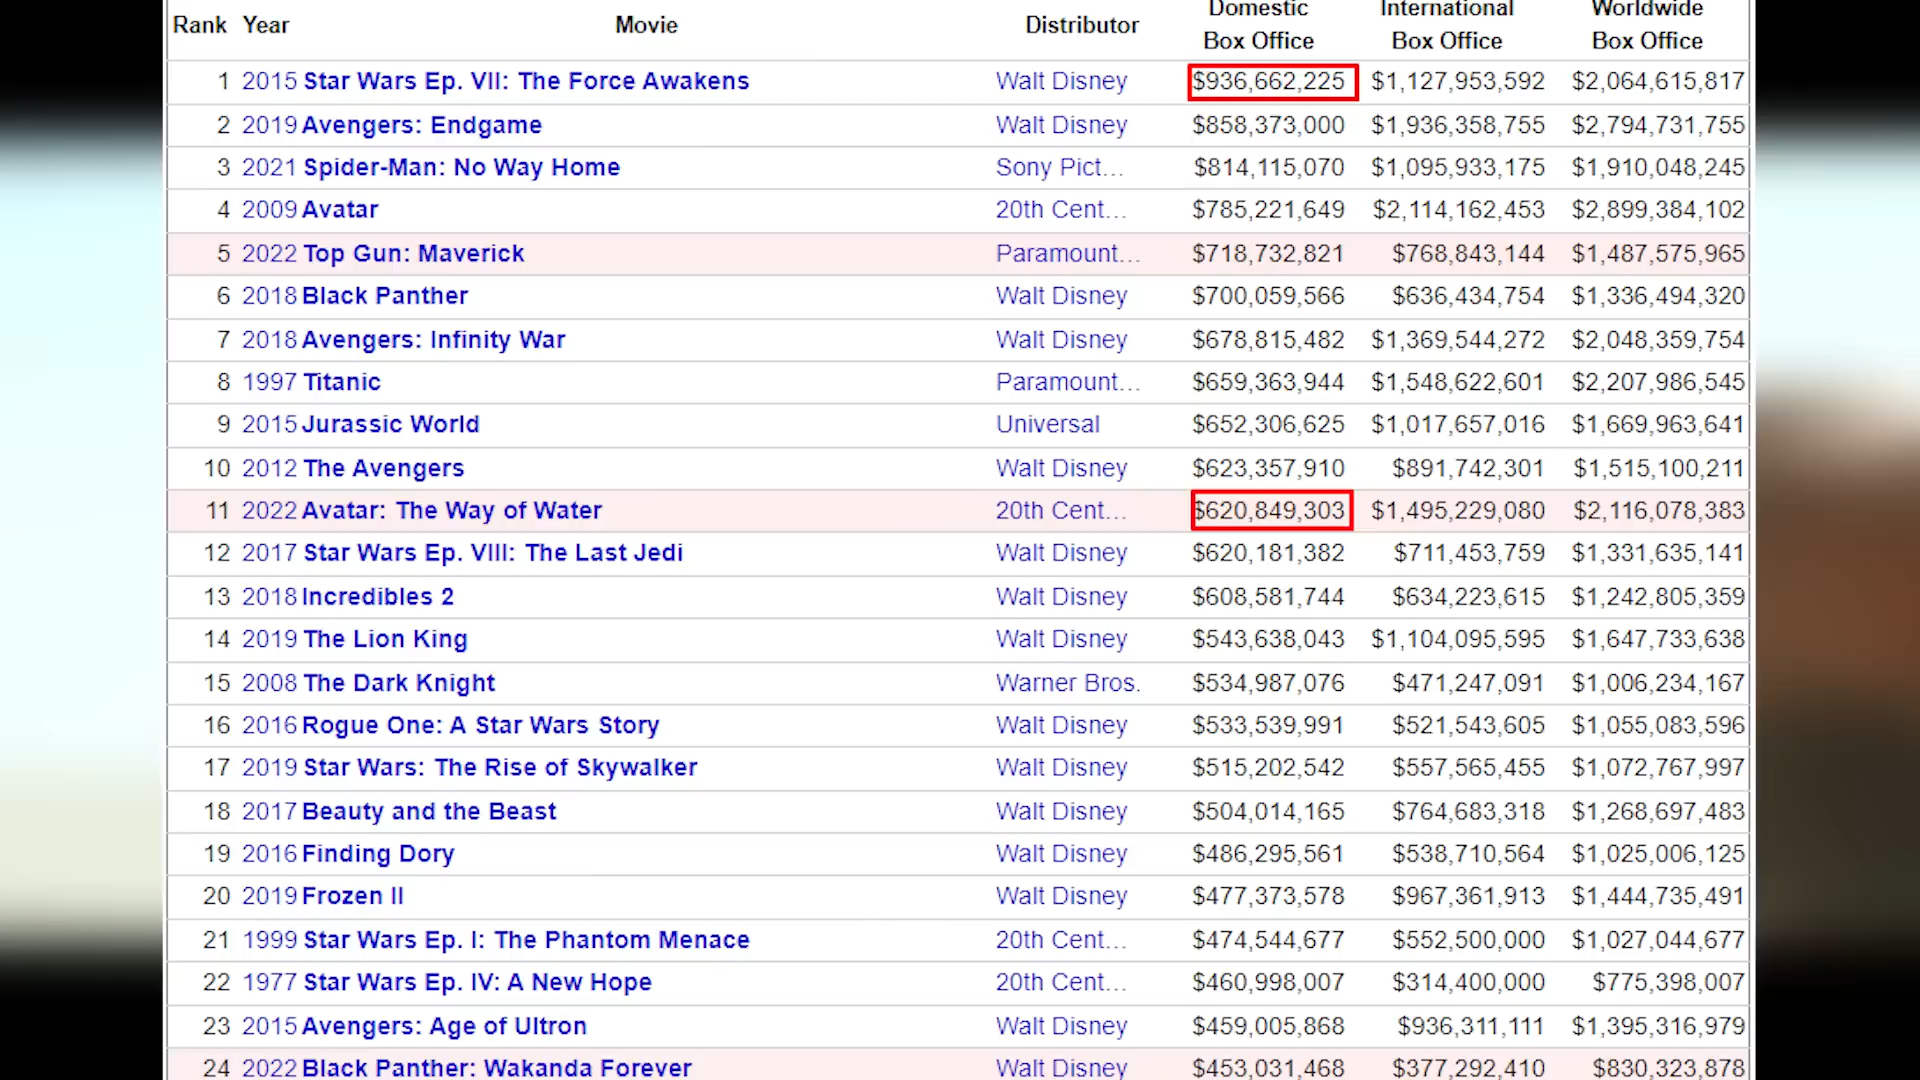 Domestic International Worldwide
Rank Year Movie Distributor Box Office Box Office Box Office
1 2015 Star Wars Ep. VII: The Force Awakens Walt Disney $936,662,225 $1,127,953,592 $2,064,615,817
2 2019 Avengers: Endgame Walt Disney $858,373,000 $1,936,358,755 $2,794,731,755
3 2021 Spider-Man: No Way Home Sony Pict… $814,115,070 $1,095,933,175 $1,910,048,245
4 2009 Avatar 20th Cent… $785,221,649 $2,114,162,453 $2,899,384,102
5 2022 Top Gun: Maverick Paramount… $718,732,821 $768,843,144 $1,487,575,965
6 2018 Black Panther Walt Disney $700,059,566 $636,434,754 $1,336,494,320
7 2018 Avengers: Infinity War Walt Disney $678,815,482 $1,369,544,272 $2,048,359,754
8 1997 Titanic Paramount… $659,363,944 $1,548,622,601 $2,207,986,545
9 2015 Jurassic World Universal $652,306,625 $1,017,657,016 $1,669,963,641
10 2012 The Avengers Walt Disney $623,357,910 $891,742,301 $1,515,100,211
11 2022 Avatar: The Way of Water 20th Cent… $620,849,303 $1,495,229,080 $2,116,078,383
12 2017 Star Wars Ep. VIII: The Last Jedi Walt Disney $620,181,382 $711,453,759 $1,331,635,141
13 2018 Incredibles 2 Walt Disney $608,581,744 $634,223,615 $1,242,805,359
14 2019 The Lion King Walt Disney $543,638,043 $1,104,095,595 $1,647,733,638
15 2008 The Dark Knight Warner Bros. $534,987,076 $471,247,091 $1,006,234,167
16 2016 Rogue One: A Star Wars Story Walt Disney $533,539,991 $521,543,605 $1,055,083,596
17 2019 Star Wars: The Rise of Skywalker Walt Disney $515,202,542 $557,565,455 $1,072,767,997
18 2017 Beauty and the Beast Walt Disney $504,014,165 $764,683,318 $1,268,697,483
19 2016 Finding Dory Walt Disney $486,295,561 $538,710,564 $1,025,006,125
20 2019 Frozen II Walt Disney $477,373,578 $967,361,913 $1,444,735,491
21 1999 Star Wars Ep. I: The Phantom Menace 20th Cent… $474,544,677 $552,500,000 $1,027,044,677
22 1977 Star Wars Ep. IV: A New Hope 20th Cent… $460,998,007 $314,400,000 $775,398,007
23 2015 Avengers: Age of Ultron Walt Disney $459,005,868 $936,311,111 $1,395,316,979
24 2022 Black Panther: Wakanda Forever Walt Disney $453,031,468 $377,292,410 $830,323,878